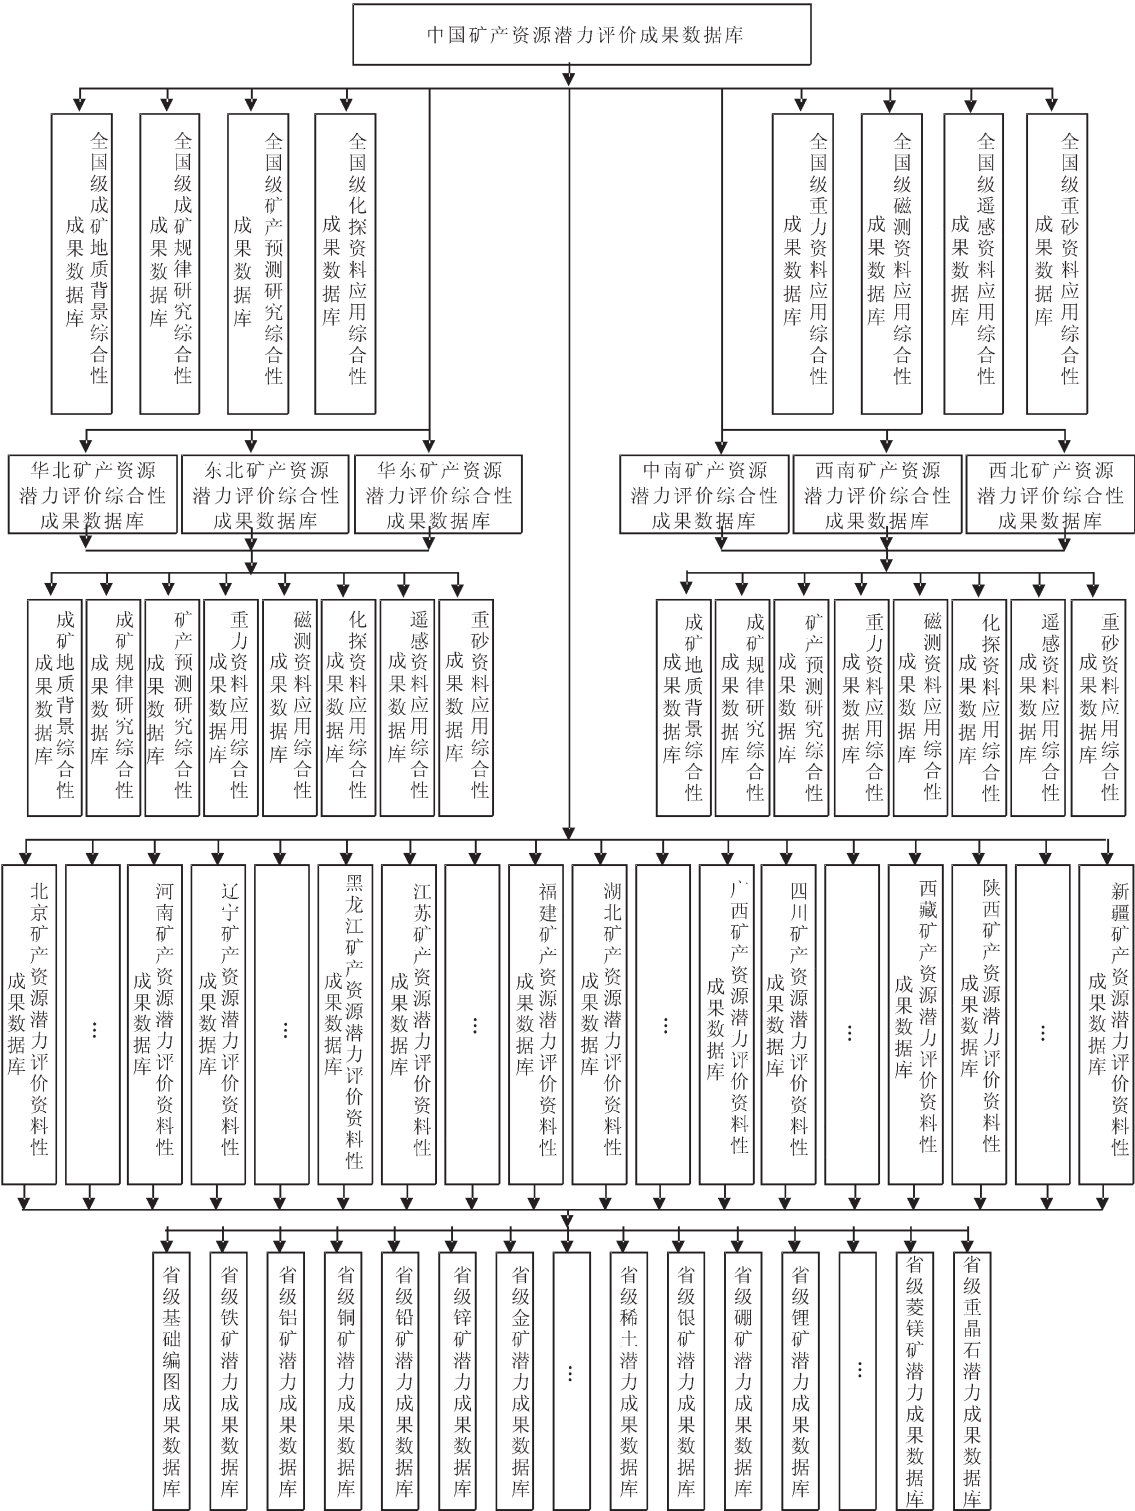 中国矿产资源潜力评价成果数据库
全国级成矿地质背景综合性
成果数据库
全国级成矿规律研究综合性
成果数据库
全国级矿产预测研究综合性
成果数据库
全国级化探资料应用综合性
成果数据库
全国级重力资料应用综合性
成果数据库
全国级磁测资料应用综合性
成果数据库
全国级遥感资料应用综合性
成果数据库
全国级重砂资料应用综合性
成果数据库
华北矿产资源
潜力评价综合性
成果数据库
东北矿产资源
潜力评价综合性
成果数据库
华东矿产资源
潜力评价综合性
成果数据库
中南矿产资源
潜力评价综合性
成果数据库
西南矿产资源
潜力评价综合性
成果数据库
西北矿产资源
潜力评价综合性
成果数据库
成矿地质背景综合性
成果数据库
成矿规律研究综合性
成果数据库
矿产预测研究综合性
成果数据库
重力资料应用综合性
成果数据库
磁测资料应用综合性
成果数据库
化探资料应用综合性
成果数据库
遥感资料应用综合性
成果数据库
重砂资料应用综合性
成果数据库
成矿地质背景综合性
成果数据库
成矿规律研究综合性
成果数据库
矿产预测研究综合性
成果数据库
重力资料应用综合性
成果数据库
磁测资料应用综合性
成果数据库
化探资料应用综合性
成果数据库
遥感资料应用综合性
成果数据库
重砂资料应用综合性
成果数据库
北京矿产资源潜力评价资料性
成果数据库
…
河南矿产资源潜力评价资料性
成果数据库
辽宁矿产资源潜力评价资料性
成果数据库
…
黑龙江矿产资源潜力评价资料性
成果数据库
江苏矿产资源潜力评价资料性
成果数据库
…
福建矿产资源潜力评价资料性
成果数据库
湖北矿产资源潜力评价资料性
成果数据库
…
广西矿产资源潜力评价资料性
成果数据库
四川矿产资源潜力评价资料性
成果数据库
…
西藏矿产资源潜力评价资料性
成果数据库
陕西矿产资源潜力评价资料性
成果数据库
…
新疆矿产资源潜力评价资料性
成果数据库
省级基础编图成果数据库
省级铁矿潜力成果数据库
省级铝矿潜力成果数据库
省级铜矿潜力成果数据库
省级铅矿潜力成果数据库
省级锌矿潜力成果数据库
省级金矿潜力成果数据库
…
省级稀土潜力成果数据库
省级银矿潜力成果数据库
省级硼矿潜力成果数据库
省级锂矿潜力成果数据库
…
省级菱镁矿潜力成果数据库
省级重晶石潜力成果数据库